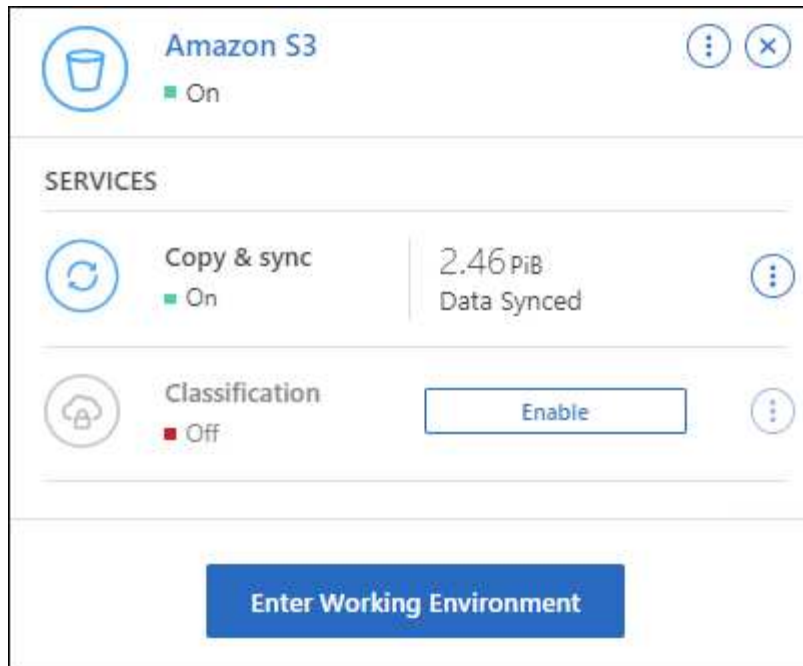 Amazon S3
On
SERVICES
Copy & sync
On
2.46 PiB
Data Synced
Classification
Off
Enable
Enter Working Environment